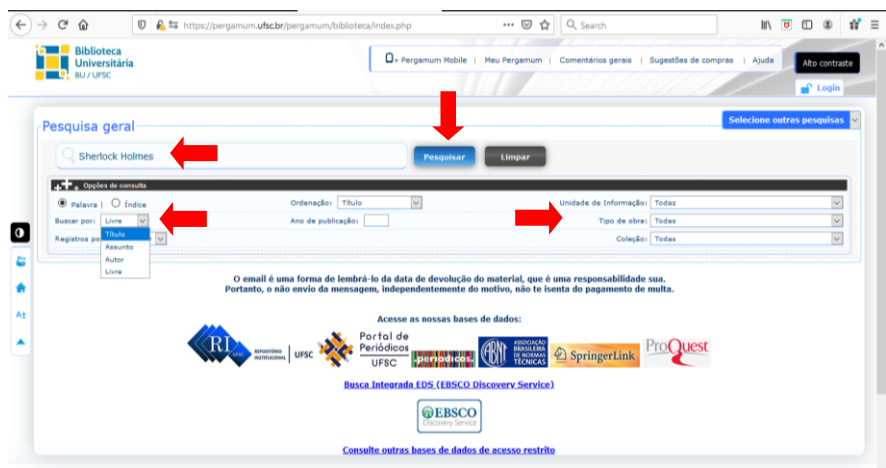 https://pergamum.ufsc.br/pergamum/biblioteca/index.php
Search
Biblioteca
Universitária
BU / UFSC
Pergamum Mobile | Meu Pergamum | Comentários gerais | Sugestões de compras | Ajuda
Alto contraste
Login
Selecione outras pesquisas
Pesquisa geral
Sherlock Holmes
Pesquisar
Limpar
Opções de consulta
Palavra | Índice
Ordenação: Título
Unidade de Informação: Todas
Buscar por: Livre
Ano de publicação:
Tipo de obra: Todas
Título
Registros po
Coleção: Todas
Assunto
Autor
Livre
O email é uma forma de lembrá-lo da data de devolução do material, que é uma responsabilidade sua.
Portanto, o não envio da mensagem, independentemente do motivo, não te isenta do pagamento de multa.
Acesse as nossas bases de dados:
RI UFSC
REPOSITÓRIO
INSTITUCIONAL | UFSC
Portal de
Periódicos
UFSC
.periodicos.
ABNT
ASSOCIAÇÃO
BRASILEIRA
DE NORMAS
TÉCNICAS
SpringerLink
ProQuest
Busca Integrada EDS (EBSCO Discovery Service)
EBSCO
Discovery Service
Consulte outras bases de dados de acesso restrito